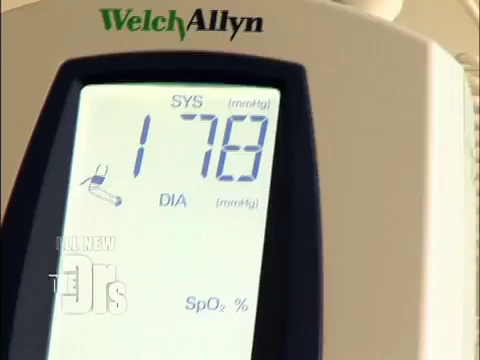 WelchAllyn
SYS (mmHg)
178
DIA (mmHg)
ALL NEW
THE Drs
SpO₂ %